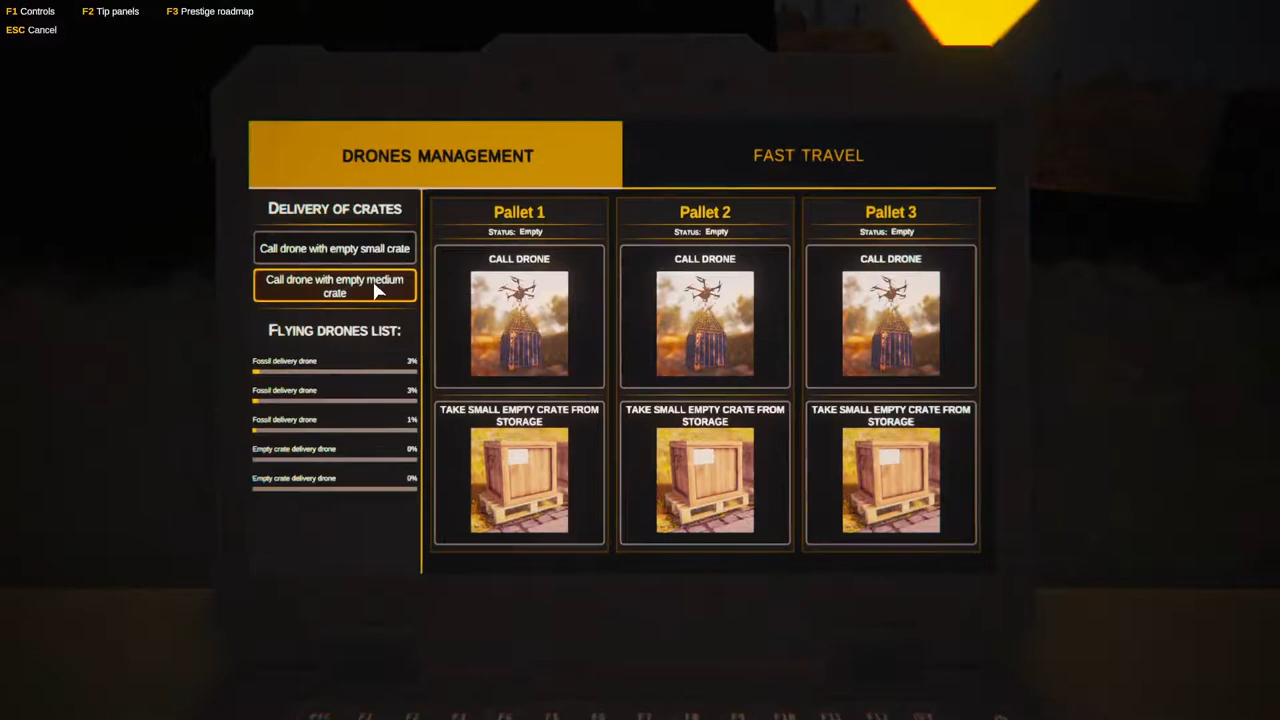 F1 Controls F2 Tip panels F3 Prestige roadmap
ESC Cancel
DRONES MANAGEMENT
FAST TRAVEL
DELIVERY OF CRATES
Call drone with empty small crate
Call drone with empty medium
crate
FLYING DRONES LIST:
Fossil delivery drone 3%
Fossil delivery drone 3%
Fossil delivery drone 1%
Empty crate delivery drone 0%
Empty crate delivery drone 0%
Pallet 1
STATUS: Empty
CALL DRONE
TAKE SMALL EMPTY CRATE FROM
STORAGE
Pallet 2
STATUS: Empty
CALL DRONE
TAKE SMALL EMPTY CRATE FROM
STORAGE
Pallet 3
STATUS: Empty
CALL DRONE
TAKE SMALL EMPTY CRATE FROM
STORAGE